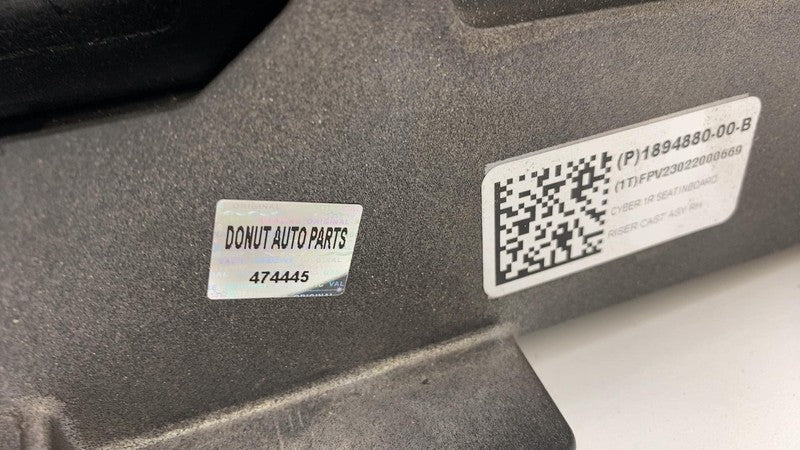 DONUT AUTO PARTS
474445
(P)1894880-00-B
(1T)FPV23022000669
CYBER 1R SEAT INBOARD
RISER CAST ASY RH